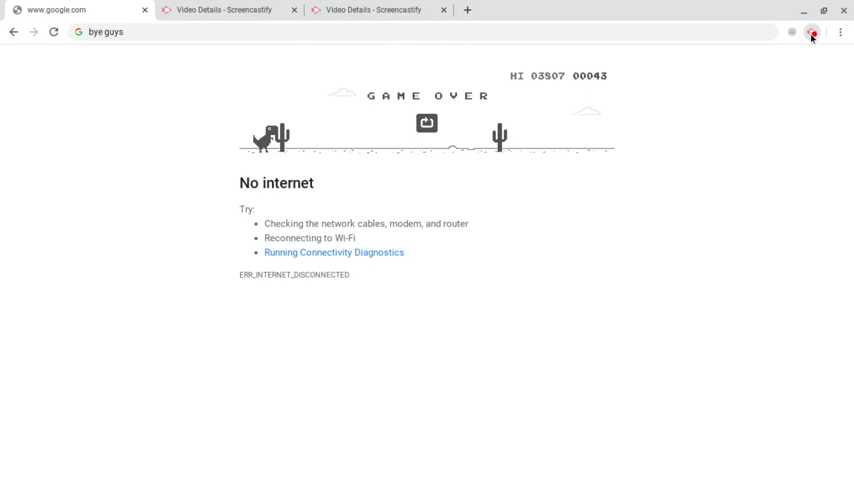 www.google.com
Video Details - Screencastify
Video Details - Screencastify
bye guys
HI 03807 00043
GAME OVER
No internet
Try:
Checking the network cables, modem, and router
Reconnecting to Wi-Fi
Running Connectivity Diagnostics
ERR_INTERNET_DISCONNECTED